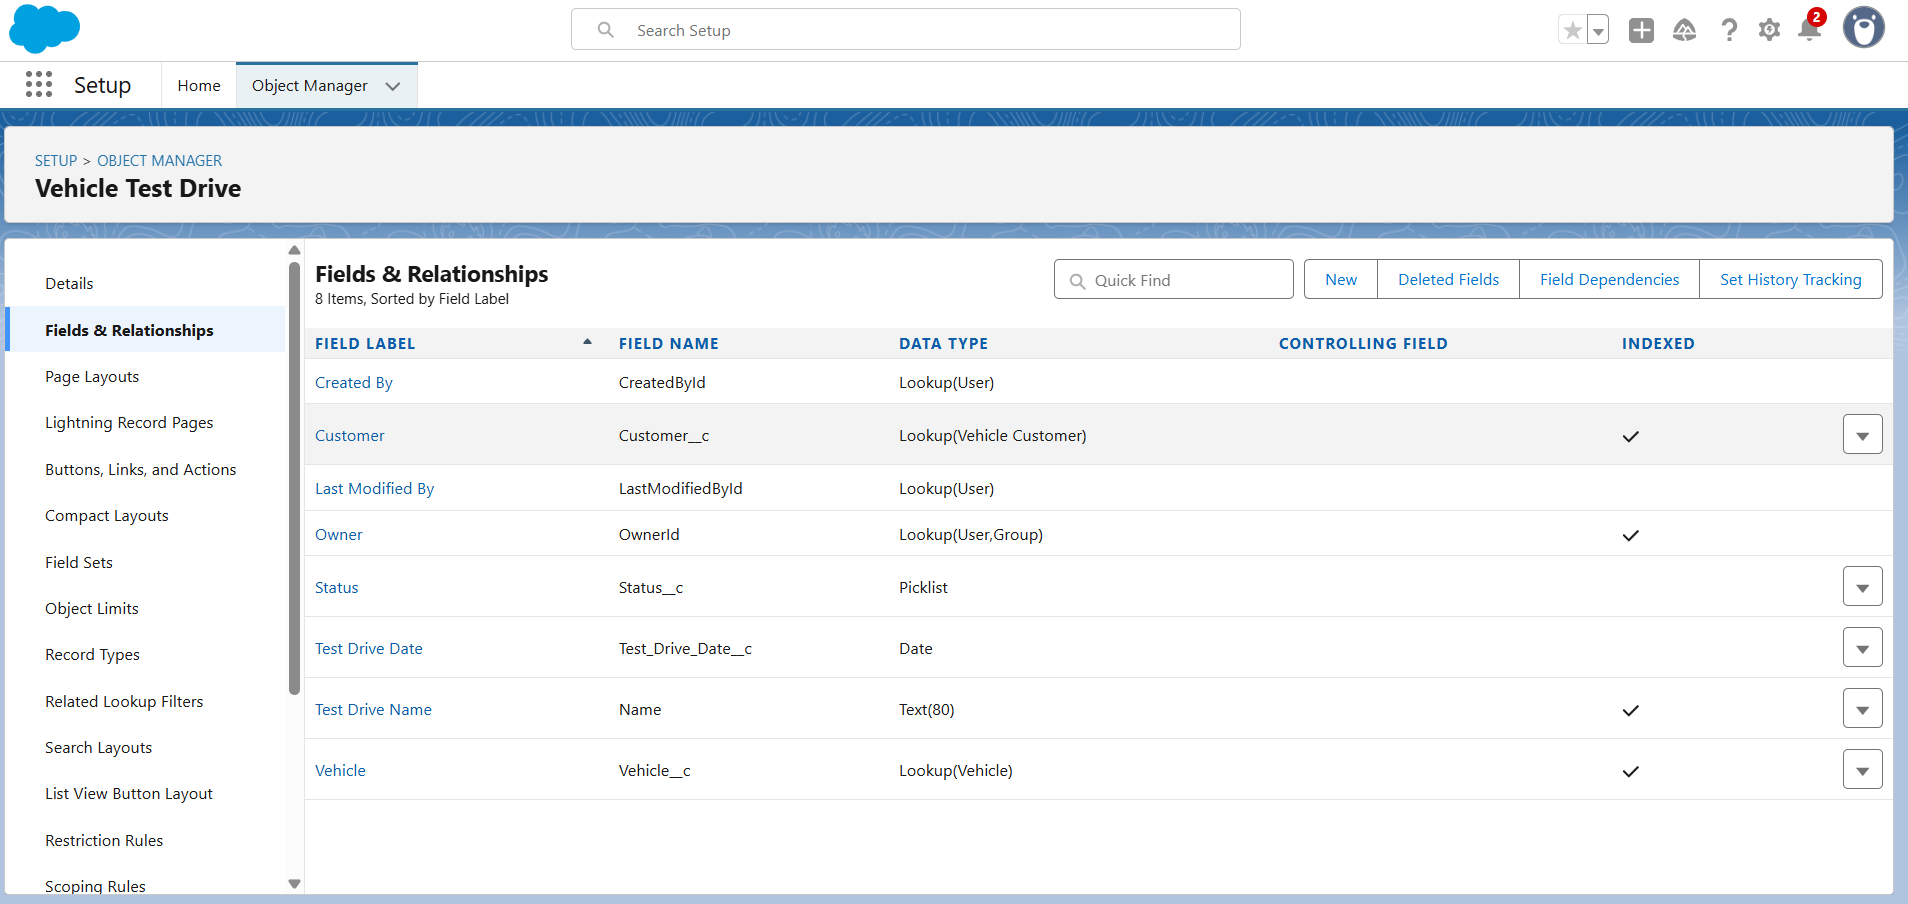 Search Setup
2
Setup
Home
Object Manager
SETUP > OBJECT MANAGER
Vehicle Test Drive
Details
Fields & Relationships
Page Layouts
Lightning Record Pages
Buttons, Links, and Actions
Compact Layouts
Field Sets
Object Limits
Record Types
Related Lookup Filters
Search Layouts
List View Button Layout
Restriction Rules
Scoping Rules
Fields & Relationships
8 Items, Sorted by Field Label
Quick Find
New
Deleted Fields
Field Dependencies
Set History Tracking
FIELD LABEL FIELD NAME DATA TYPE CONTROLLING FIELD INDEXED
Created By CreatedById Lookup(User)
Customer Customer__c Lookup(Vehicle Customer)
Last Modified By LastModifiedById Lookup(User)
Owner OwnerId Lookup(User,Group)
Status Status__c Picklist
Test Drive Date Test_Drive_Date__c Date
Test Drive Name Name Text(80)
Vehicle Vehicle__c Lookup(Vehicle)